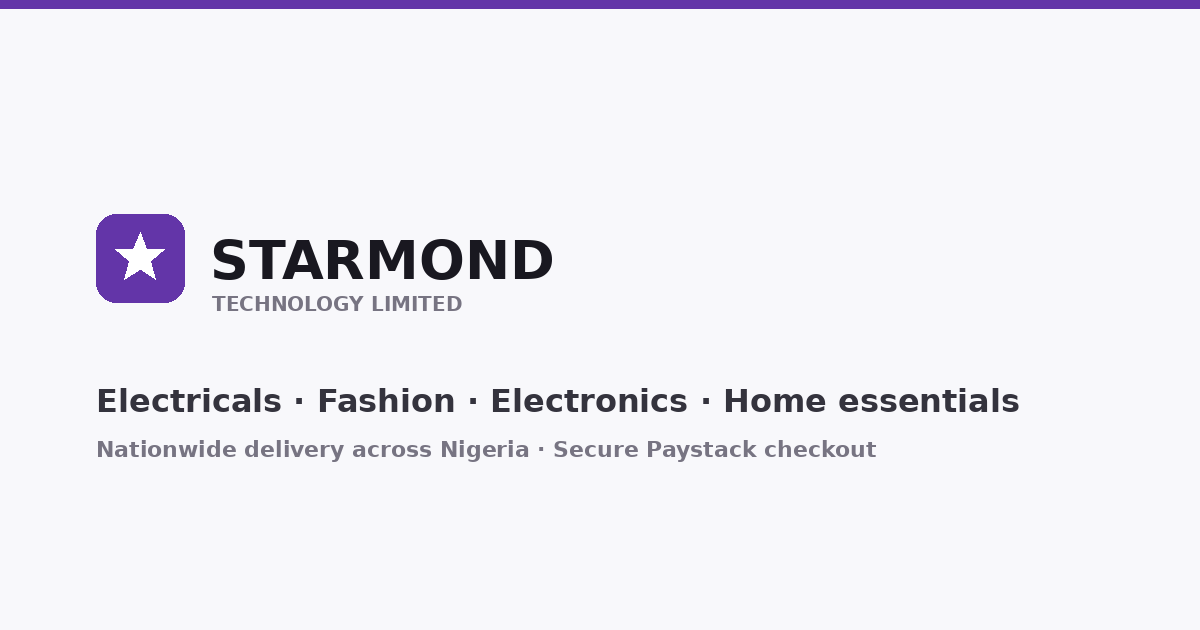 STARMOND
TECHNOLOGY LIMITED
Electricals · Fashion · Electronics · Home essentials
Nationwide delivery across Nigeria · Secure Paystack checkout